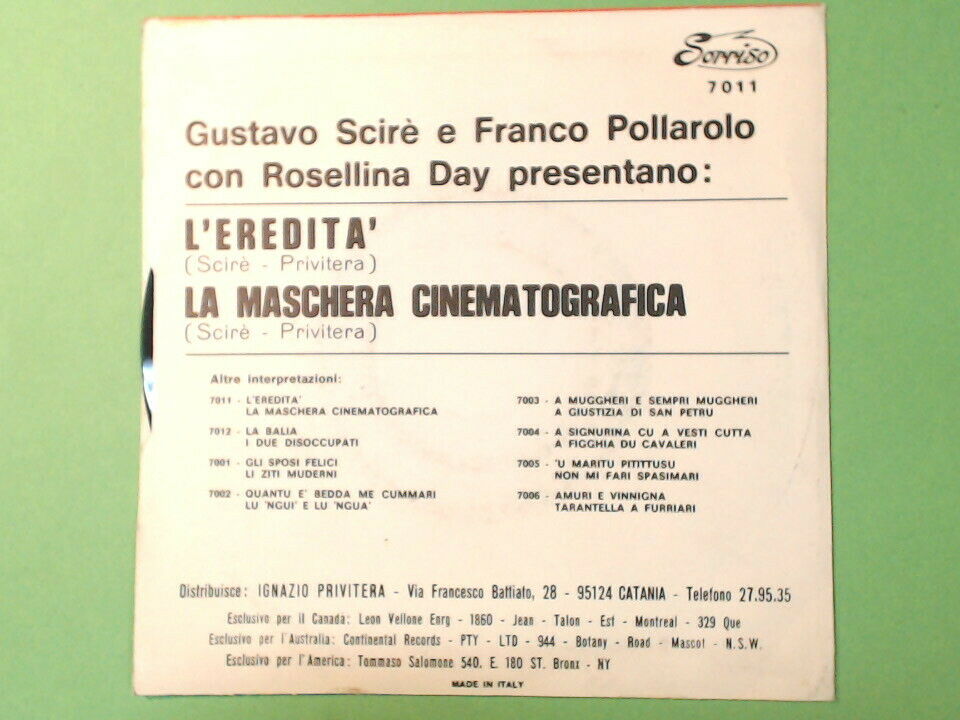 Sorriso
7011
Gustavo Scirè e Franco Pollarolo
con Rosellina Day presentano:
L'EREDITA'
(Scirè - Privitera)
LA MASCHERA CINEMATOGRAFICA
(Scirè - Privitera)
Altre interpretazioni:
7011 - L'EREDITA'
LA MASCHERA CINEMATOGRAFICA
7012 - LA BALIA
I DUE DISOCCUPATI
7001 - GLI SPOSI FELICI
LI ZITI MUDERNI
7002 - QUANTU E' BEDDA ME CUMMARI
LU 'NGUI' E LU 'NGUA'
7003 - A MUGGHERI E SEMPRI MUGGHERI
A GIUSTIZIA DI SAN PETRU
7004 - A SIGNURINA CU A VESTI CUTTA
A FIGGHIA DU CAVALERI
7005 - 'U MARITU PITITTUSU
NON MI FARI SPASIMARI
7006 - AMURI E VINNIGNA
TARANTELLA A FURRIARI
Distribuisce: IGNAZIO PRIVITERA - Via Francesco Battiato, 28 - 95124 CATANIA - Telefono 27.95.35
Esclusivo per il Canada: Leon Vellone Enrg - 1860 - Jean - Talon - Est - Montreal - 329 Que
Esclusivo per l'Australia: Continental Records - PTY - LTD - 944 - Botany - Road - Mascot - N.S.W.
Esclusivo per l'America: Tommaso Salomone 540. E. 180 ST. Bronx - NY
MADE IN ITALY